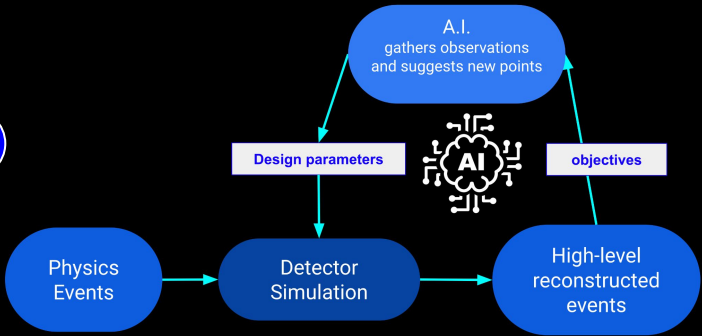 A.I.
gathers observations
and suggests new points
Design parameters
AI
objectives
Physics
Events
Detector
Simulation
High-level
reconstructed
events